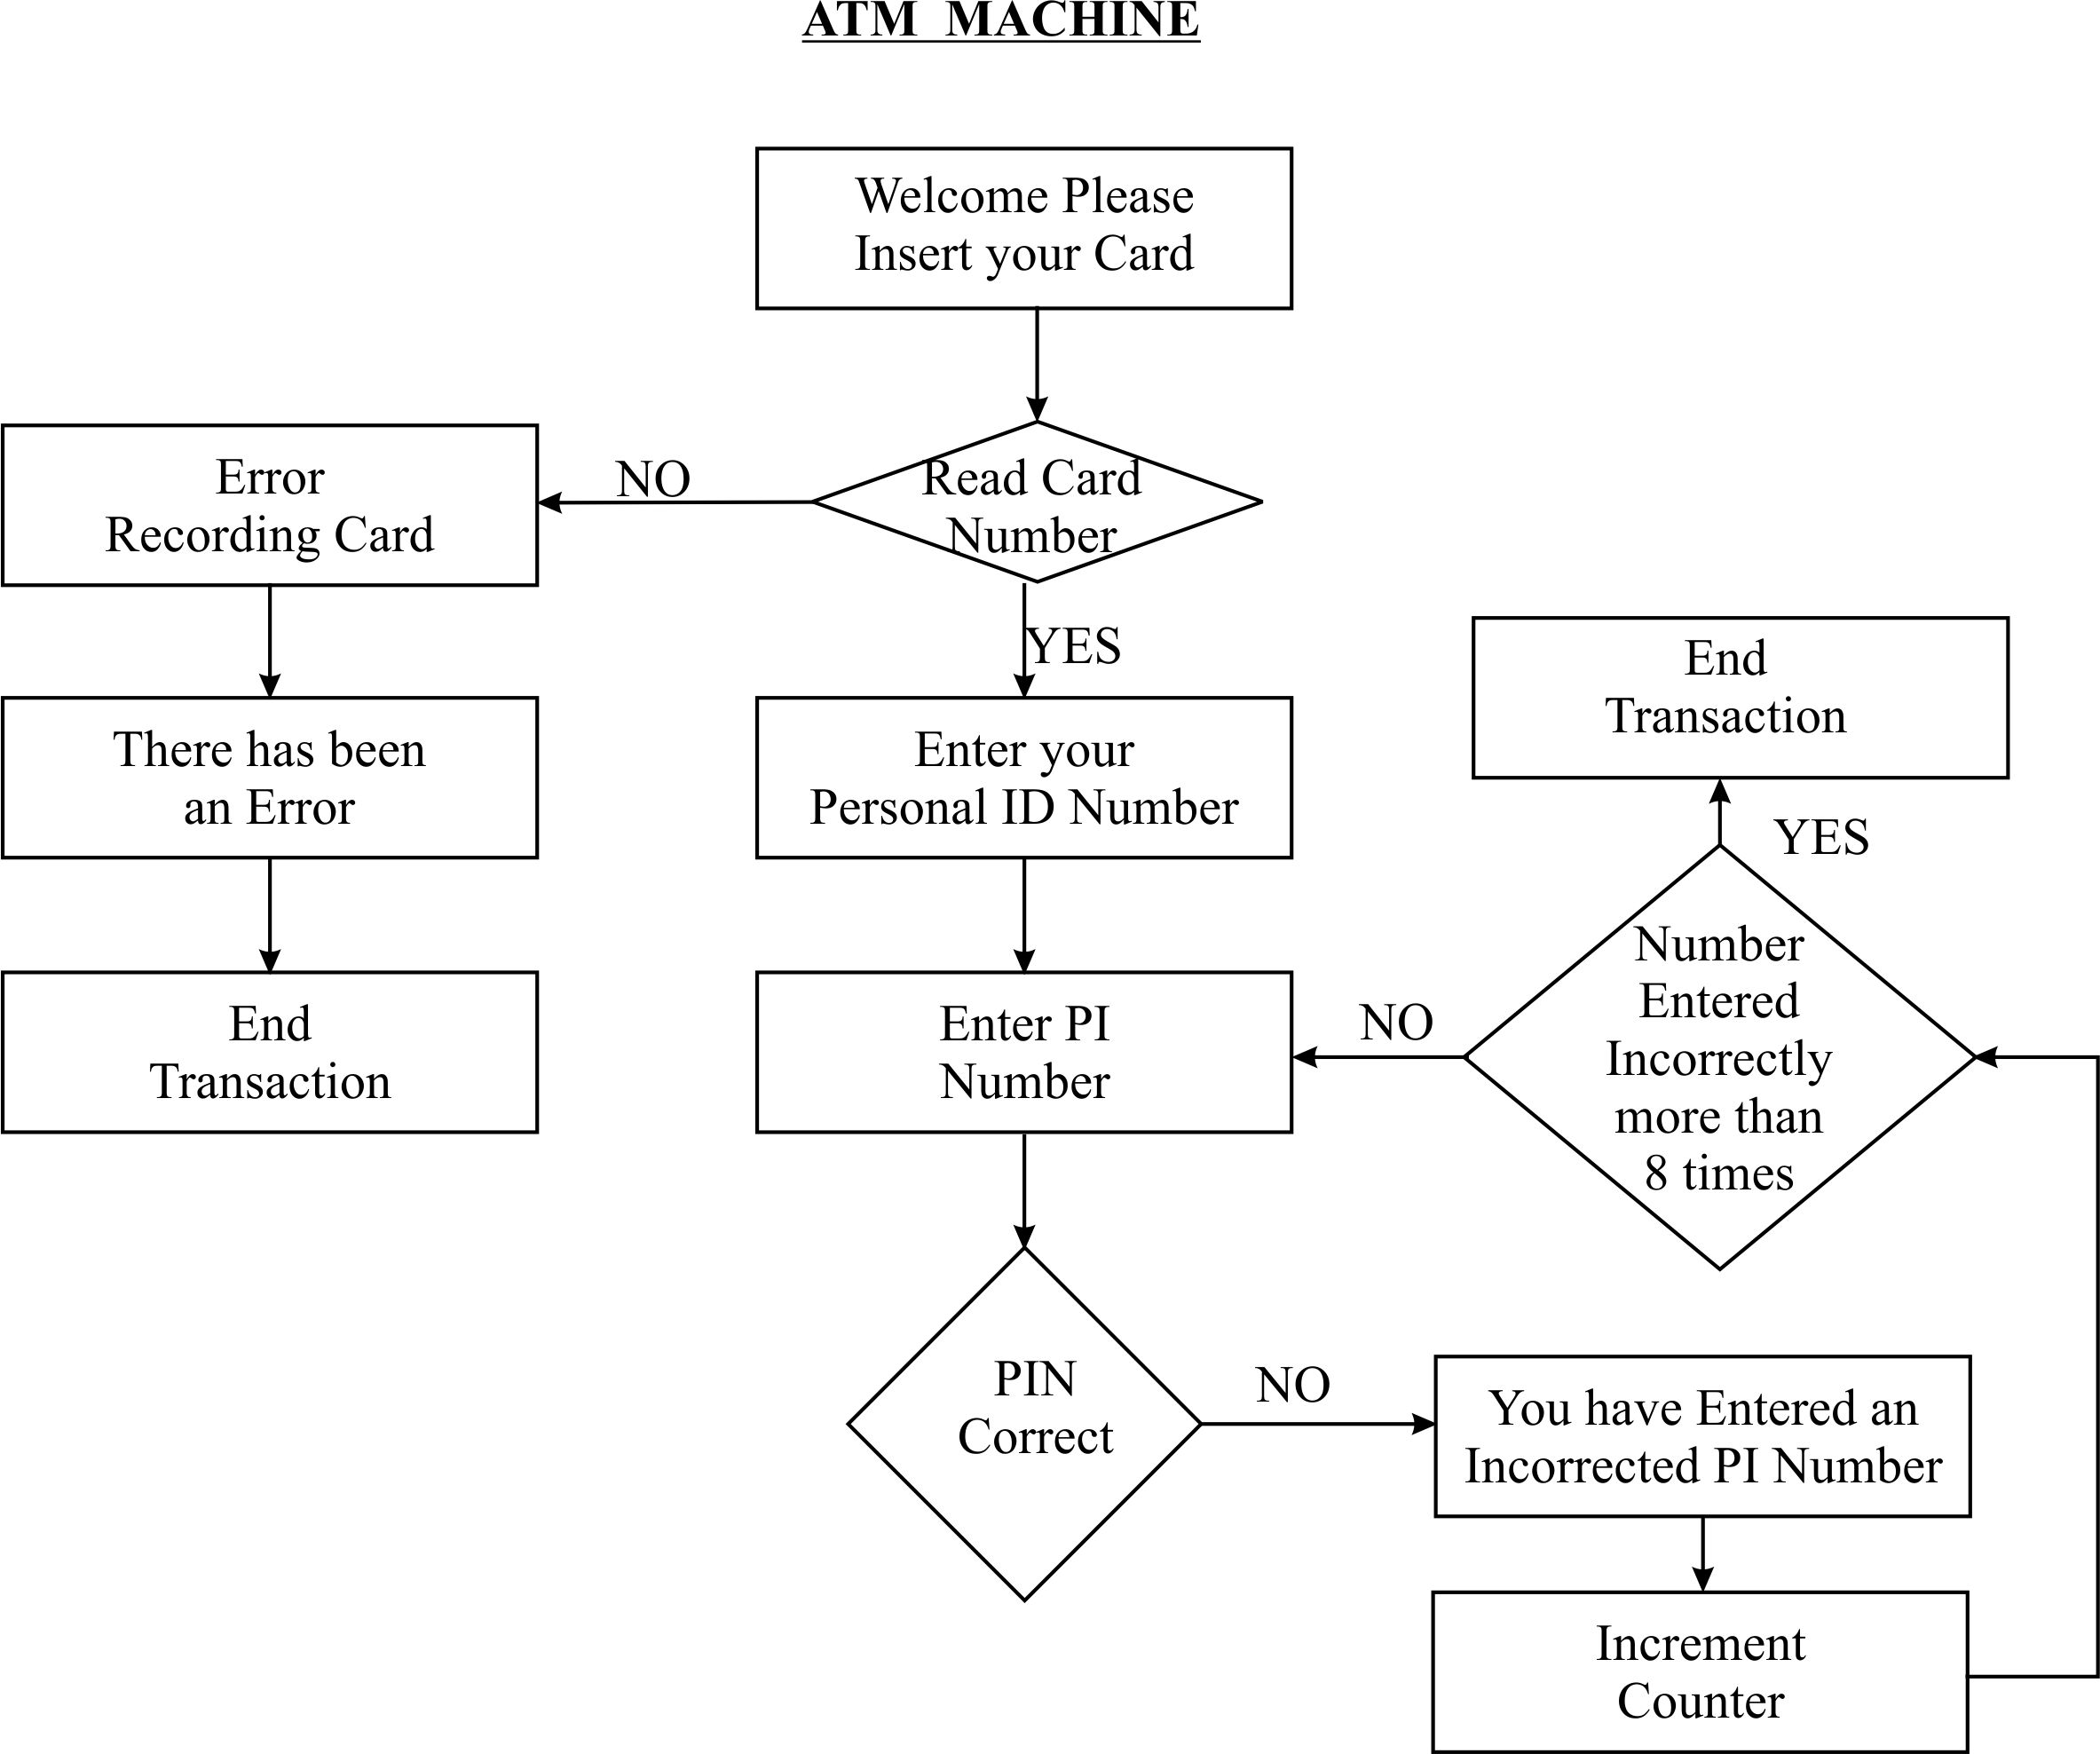 ATM MACHINE
Welcome Please
Insert your Card
Read Card
Number
NO
Error
Recording Card
There has been
an Error
End
Transaction
YES
Enter your
Personal ID Number
Enter PI
Number
PIN
Correct
NO
You have Entered an
Incorrected PI Number
Increment
Counter
Number
Entered
Incorrectly
more than
8 times
NO
YES
End
Transaction